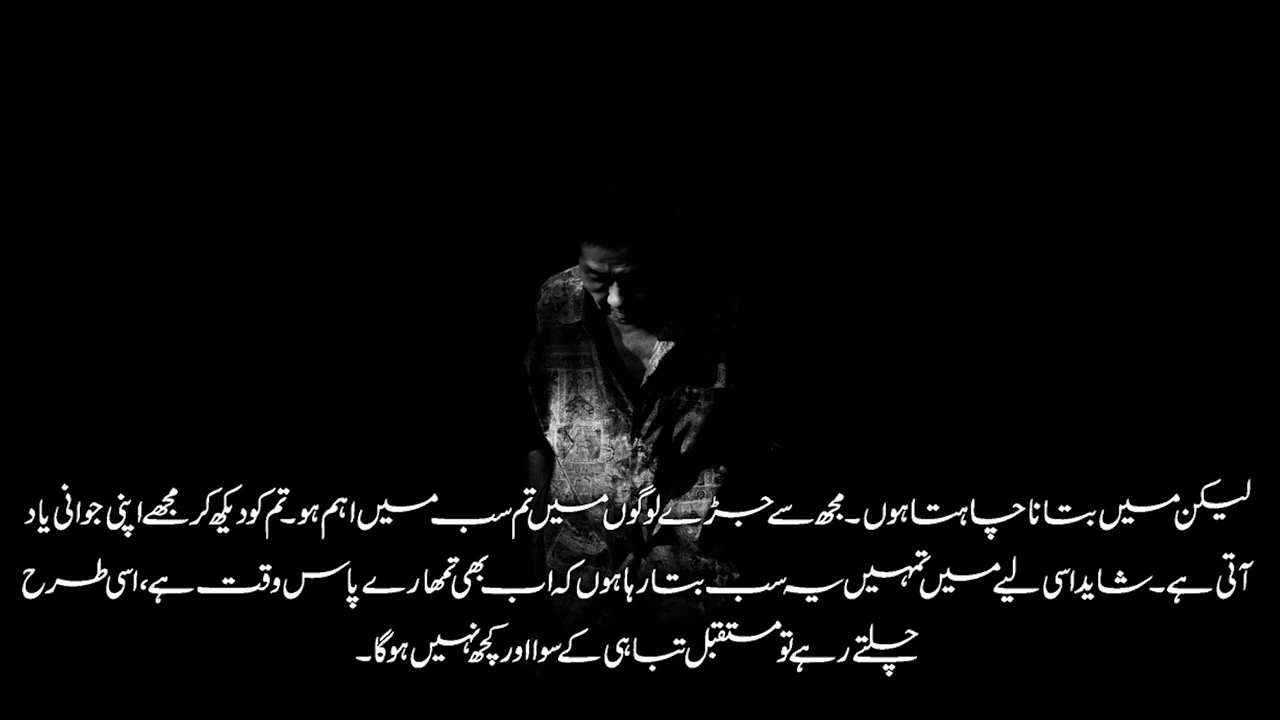 لیکن میں بتانا چاہتا ہوں۔ مجھ سے جڑے لوگوں میں تم سب میں اہم ہو۔ تم کو دیکھ کر مجھے اپنی جوانی یاد
آتی ہے۔ شاید اسی لیے میں تمہیں یہ سب بتا رہا ہوں کہ اب بھی تمھارے پاس وقت ہے، اسی طرح
چلتے رہے تو مستقبل تباہی کے سوا اور کچھ نہیں ہوگا۔